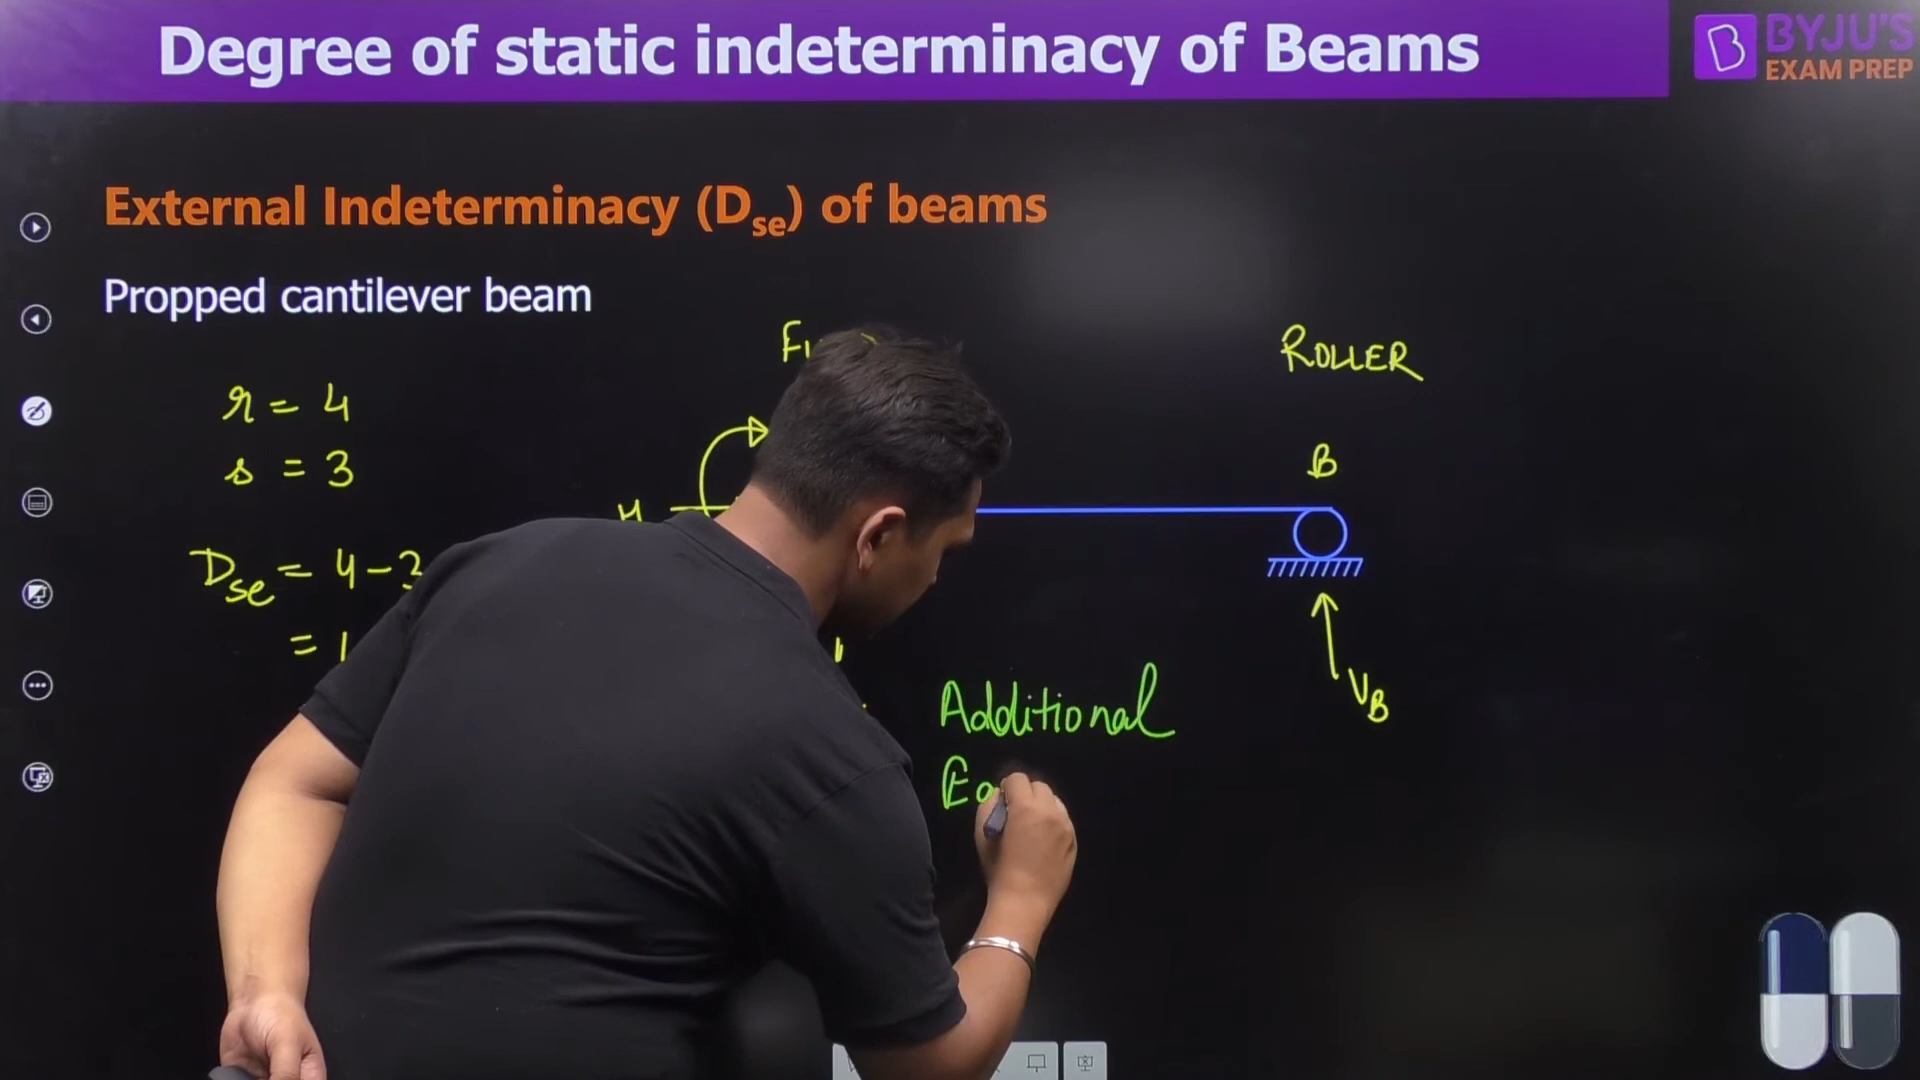 Degree of static indeterminacy of Beams
BYJU'S
EXAM PREP
External Indeterminacy (Dse) of beams
Propped cantilever beam
ROLLER
r = 4
s = 3
B
H
Dse = 4 - 3
= 1
VB
Additional